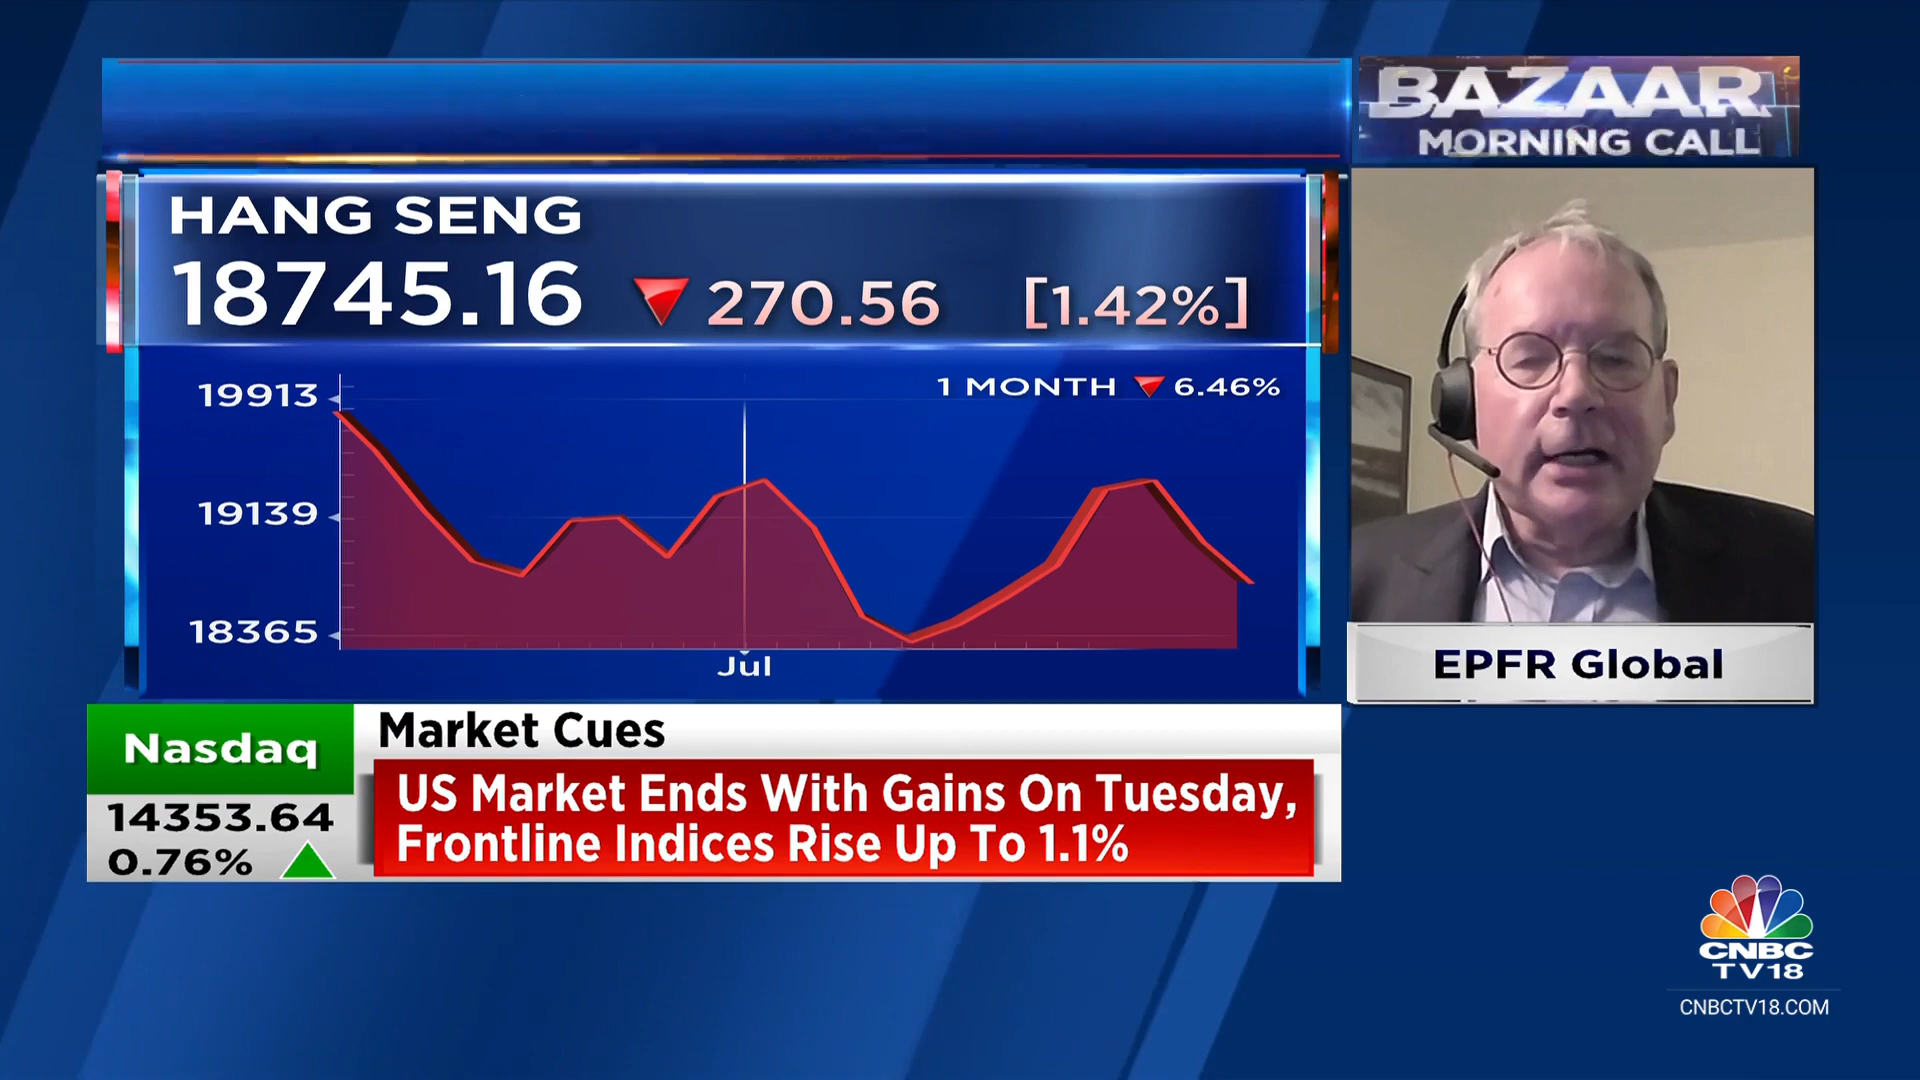 BAZAAR
MORNING CALL
HANG SENG
18745.16 ▼ 270.56 [1.42%]
1 MONTH ▼ 6.46%
19913
19139
18365
Jul
EPFR Global
Nasdaq
14353.64
0.76% ▲
Market Cues
US Market Ends With Gains On Tuesday,
Frontline Indices Rise Up To 1.1%
CNBC
TV18
CNBCTV18.COM